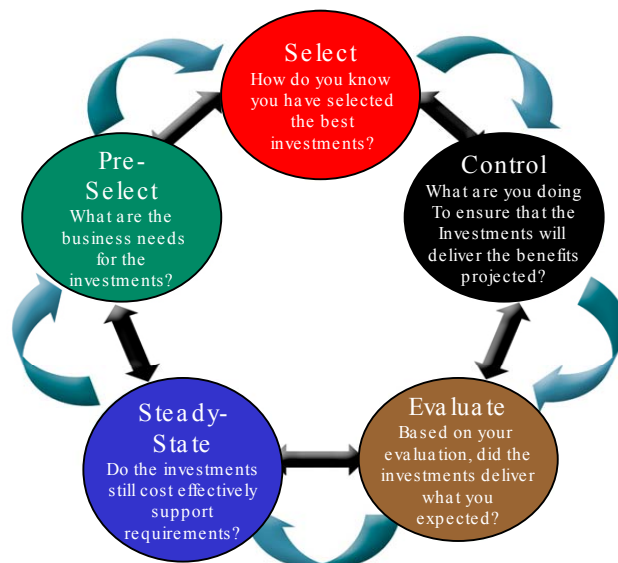 Select
How do you know
you have selected
the best
investments?
Pre-
Select
What are the
business needs
for the
investments?
Control
What are you doing
To ensure that the
Investments will
deliver the benefits
projected?
Steady-
State
Do the investments
still cost effectively
support
requirements?
Evaluate
Based on your
evaluation, did the
investments deliver
what you
expected?